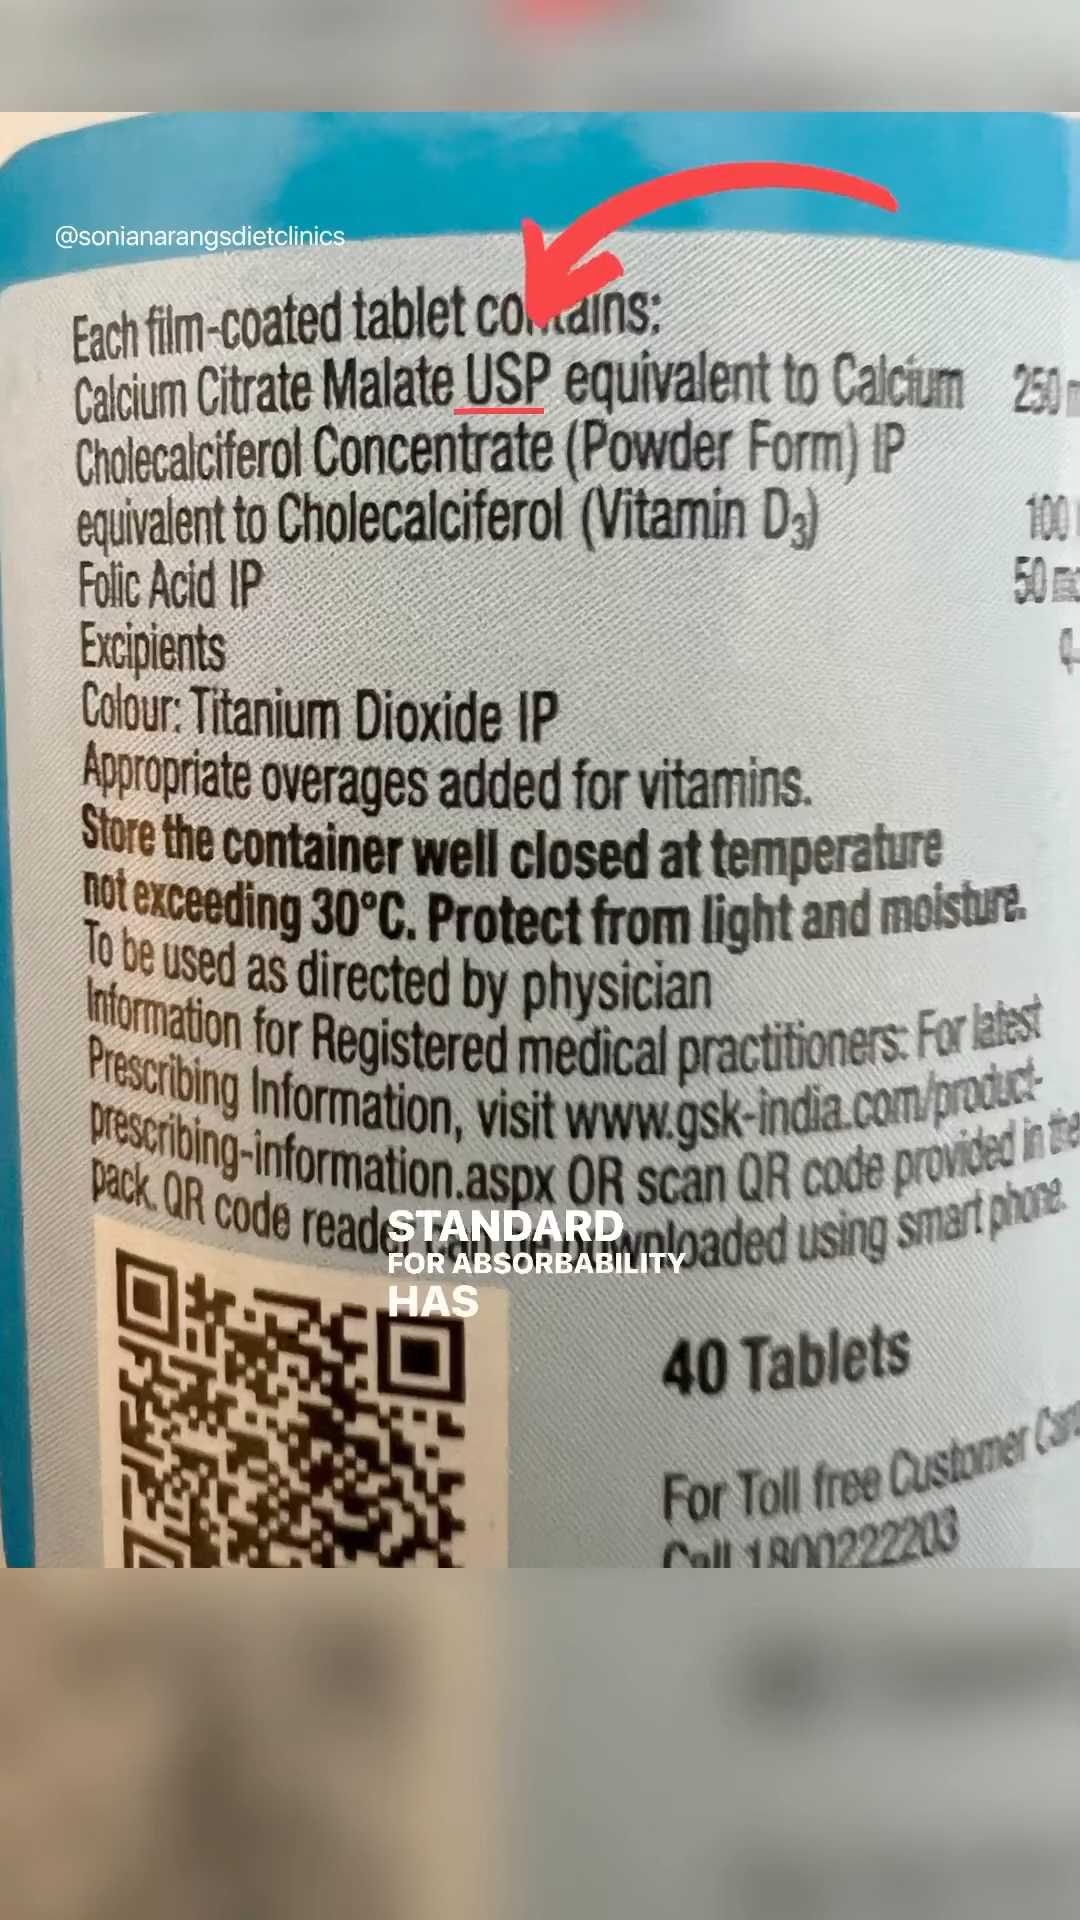 @sonianarangsdietclinics
Each film-coated tablet contains:
Calcium Citrate Malate USP equivalent to Calcium 250
Cholecalciferol Concentrate (Powder Form) IP
equivalent to Cholecalciferol (Vitamin D3) 100
Folic Acid IP 50
Excipients
Colour: Titanium Dioxide IP
Appropriate overages added for vitamins.
Store the container well closed at temperature
not exceeding 30°C. Protect from light and moisture.
To be used as directed by physician
Information for Registered medical practitioners: For latest
Prescribing Information, visit www.gsk-india.com/product-
prescribing-information.aspx OR scan QR code provided in the
pack. QR code reader can be downloaded using smart phone.
STANDARD
FOR ABSORBABILITY
HAS
40 Tablets
For Toll free Customer Care
Call 1800222203